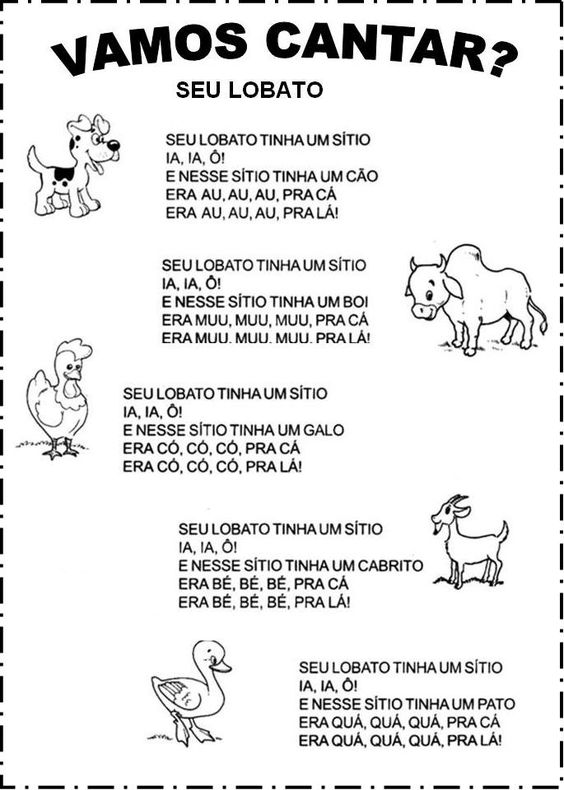 VAMOS CANTAR?
SEU LOBATO
SEU LOBATO TINHA UM SÍTIO
IA, IA, Ô!
E NESSE SÍTIO TINHA UM CÃO
ERA AU, AU, AU, PRA CÁ
ERA AU, AU, AU, PRA LÁ!
SEU LOBATO TINHA UM SÍTIO
IA, IA, Ô!
E NESSE SÍTIO TINHA UM BOI
ERA MUU, MUU, MUU, PRA CÁ
ERA MUU, MUU, MUU, PRA LÁ!
SEU LOBATO TINHA UM SÍTIO
IA, IA, Ô!
E NESSE SÍTIO TINHA UM GALO
ERA CÓ, CÓ, CÓ, PRA CÁ
ERA CÓ, CÓ, CÓ, PRA LÁ!
SEU LOBATO TINHA UM SÍTIO
IA, IA, Ô!
E NESSE SÍTIO TINHA UM CABRITO
ERA BÉ, BÉ, BÉ, PRA CÁ
ERA BÉ, BÉ, BÉ, PRA LÁ!
SEU LOBATO TINHA UM SÍTIO
IA, IA, Ô!
E NESSE SÍTIO TINHA UM PATO
ERA QUÁ, QUÁ, QUÁ, PRA CÁ
ERA QUÁ, QUÁ, QUÁ, PRA LÁ!